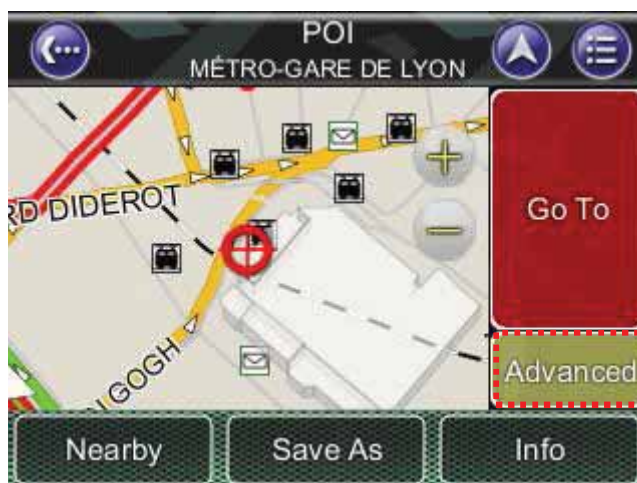 POI
MÉTRO-GARE DE LYON
RD DIDEROT
Go To
N GOGH
Advanced
Nearby
Save As
Info